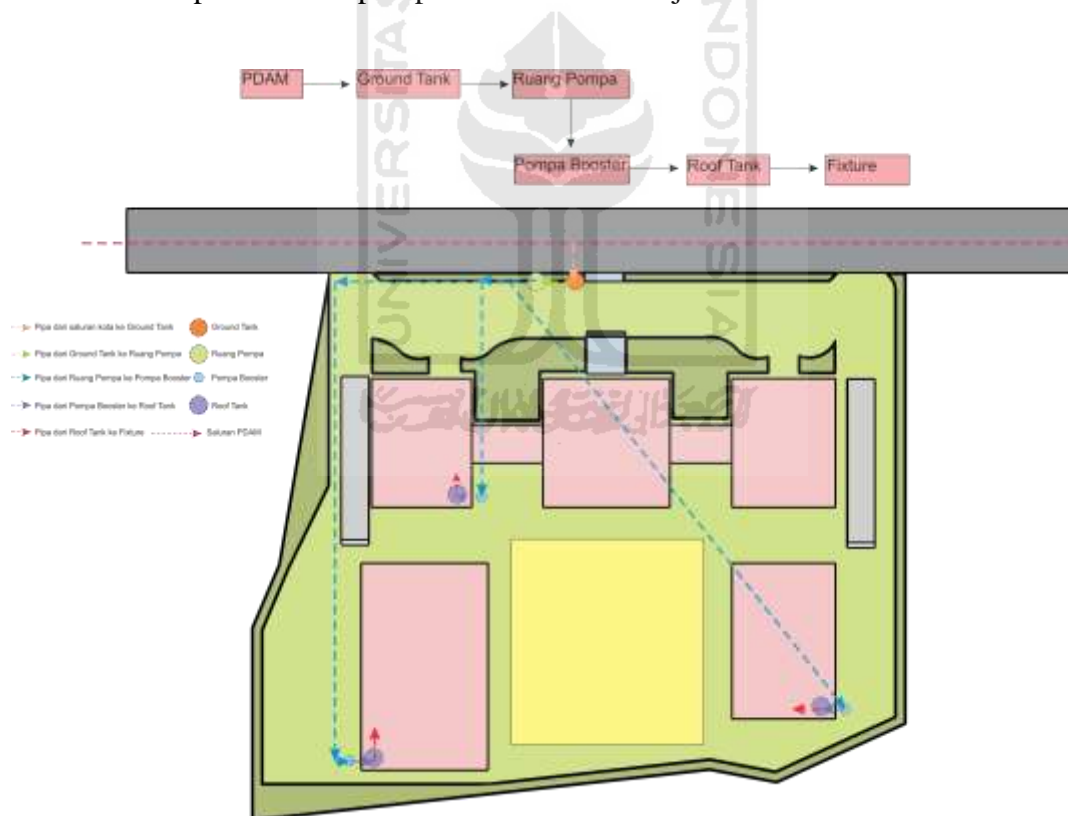 PDAM
Ground Tank
Ruang Pompa
Pompa Booster
Roof Tank
Fixture
UNIVERSITAS
INDONESIA
Pipa dari saluran kota ke Ground Tank
Ground Tank
Pipa dari Ground Tank ke Ruang Pompa
Ruang Pompa
Pipa dari Ruang Pompa ke Pompa Booster
Pompa Booster
Pipa dari Pompa Booster ke Roof Tank
Roof Tank
Pipa dari Roof Tank ke Fixture
Saluran PDAM